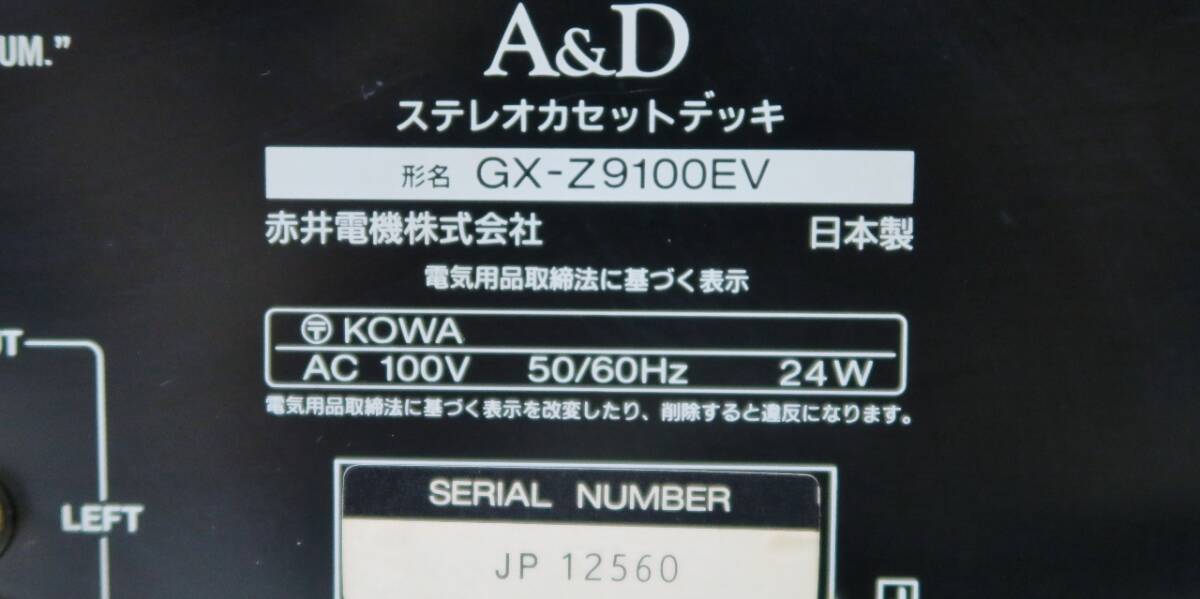 UM.”
A&D
ステレオカセットデッキ
形名 GX-Z9100EV
赤井電機株式会社 日本製
電気用品取締法に基づく表示
〶 KOWA
AC 100V 50/60Hz 24W
電気用品取締法に基づく表示を改変したり、削除すると違反になります。
SERIAL NUMBER
LEFT
JP 12560